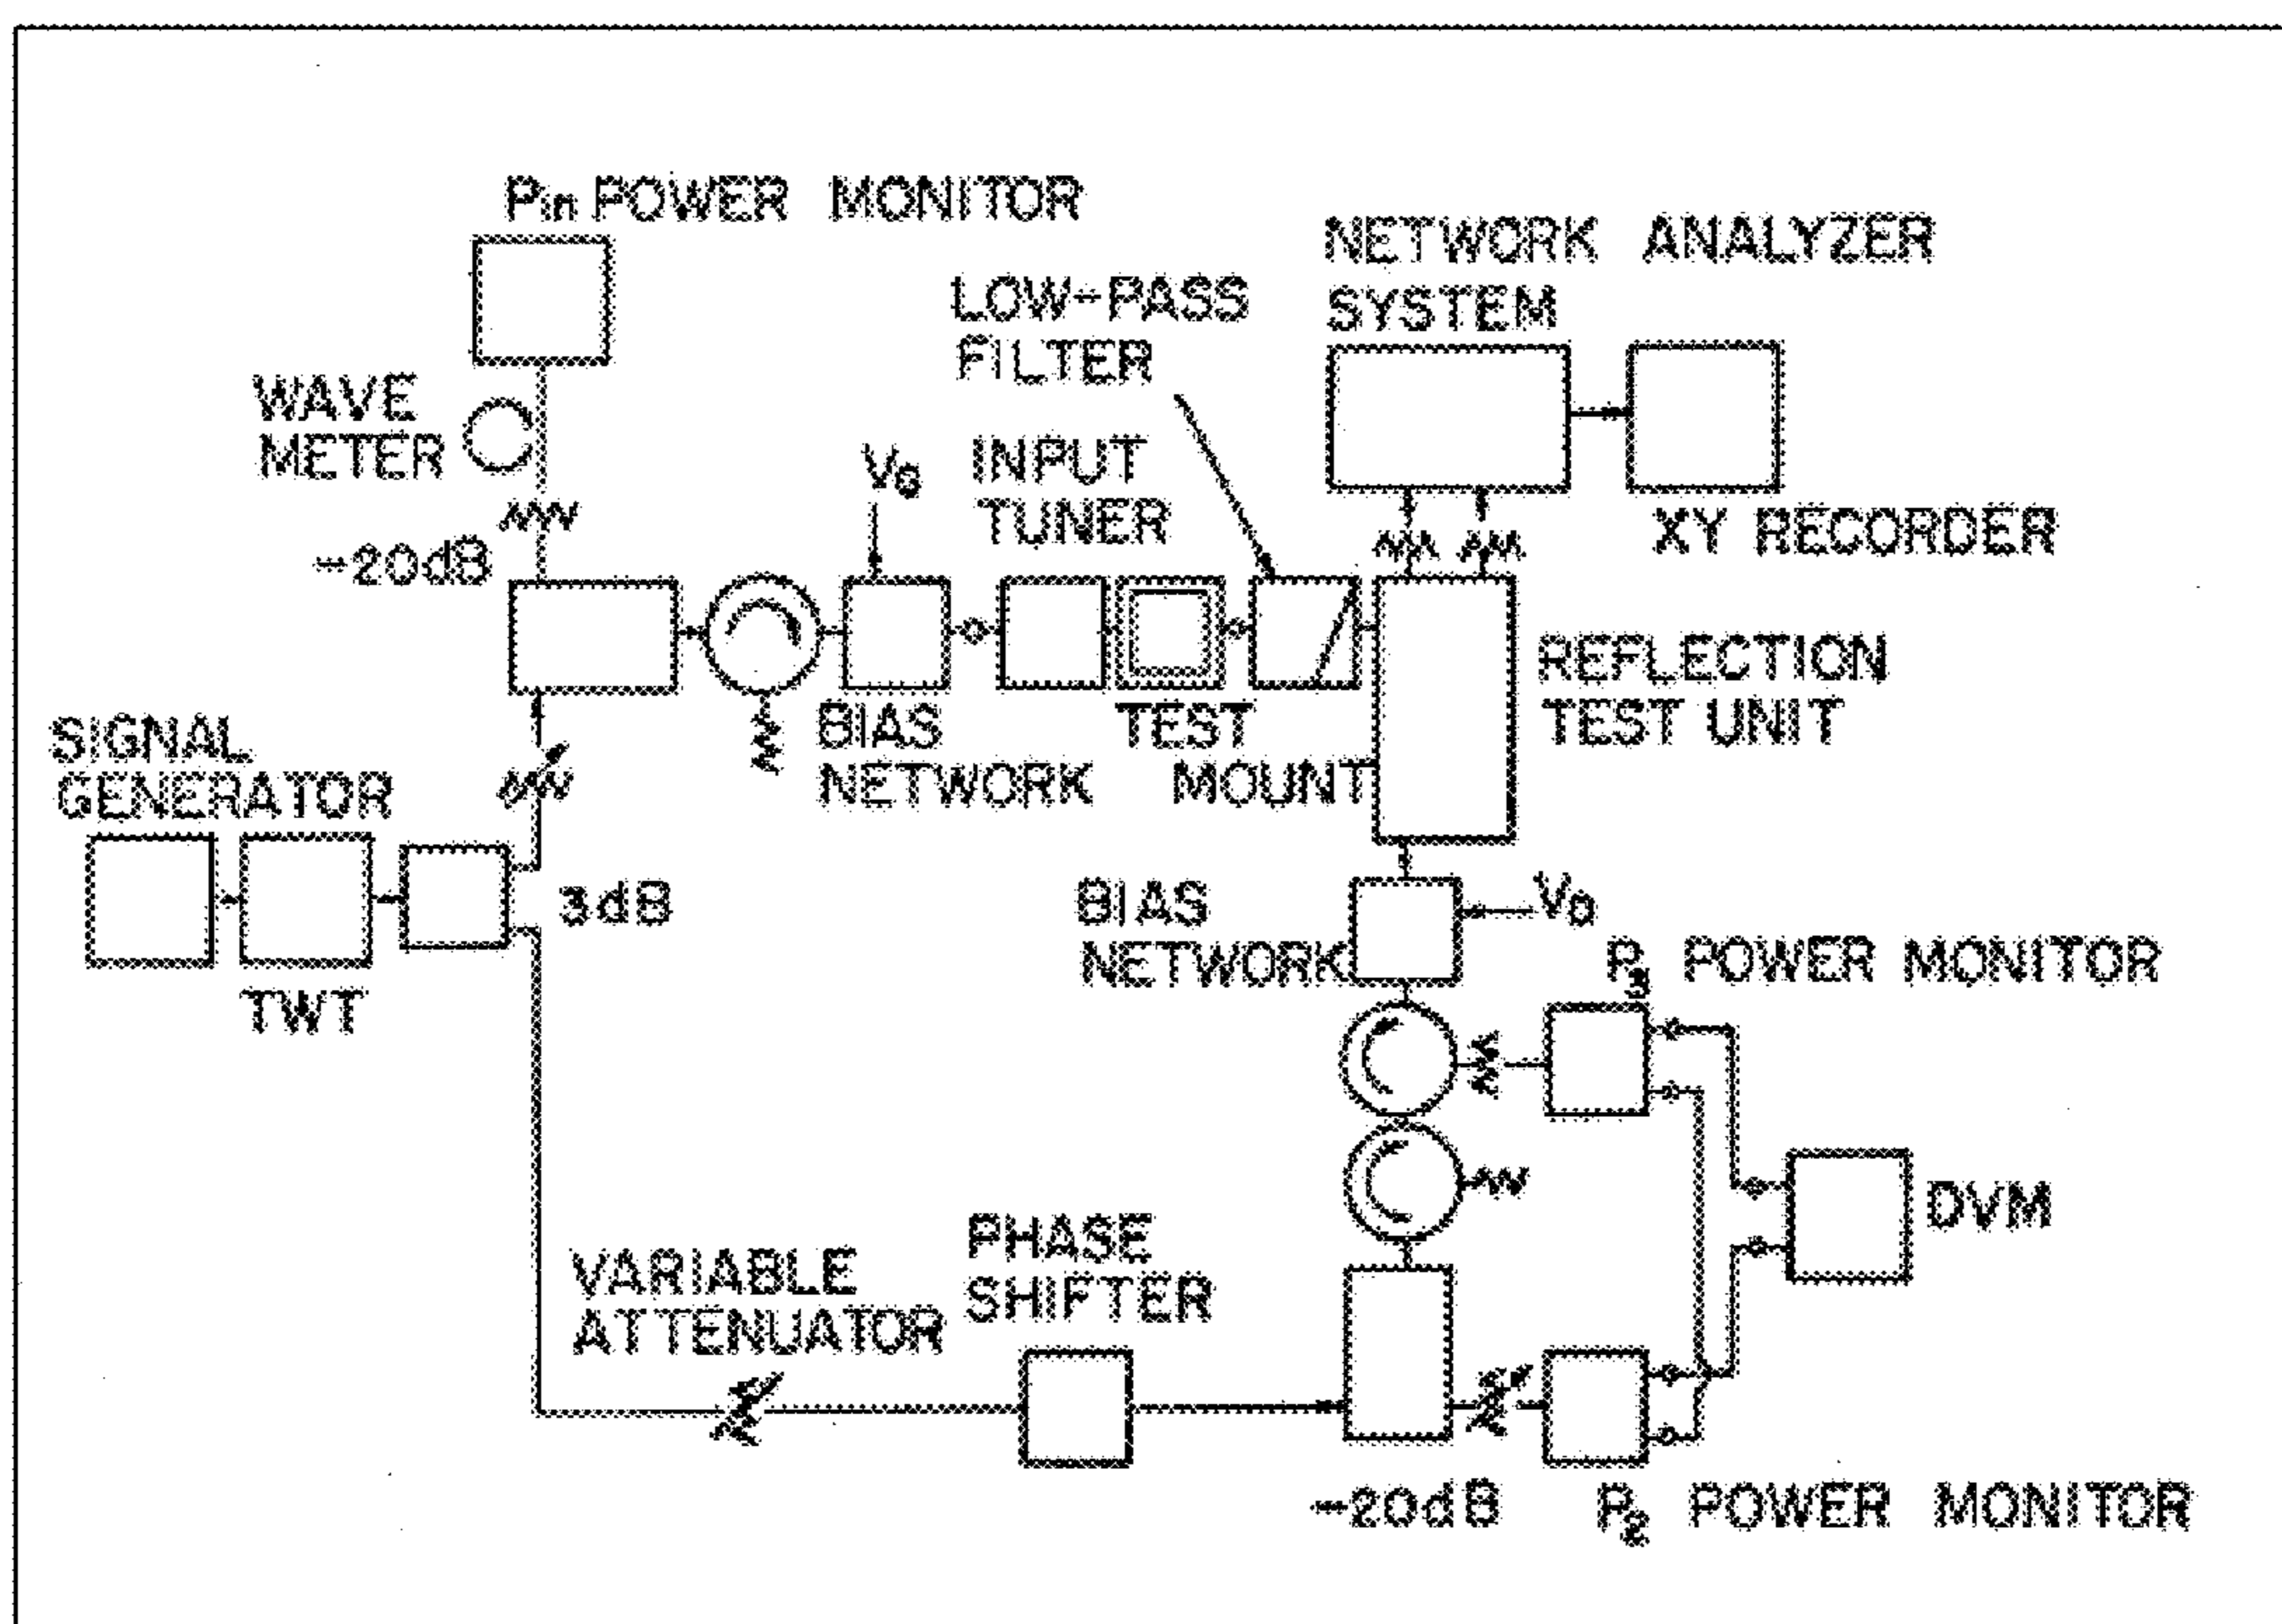 Pin POWER MONITOR
NETWORK ANALYZER
SYSTEM
LOW-PASS
FILTER
WAVE
METER
VG
INPUT
TUNER
XY RECORDER
-20dB
REFLECTION
TEST UNIT
SIGNAL
GENERATOR
BIAS
NETWORK
TEST
MOUNT
3dB
BIAS
NETWORK
VD
P3 POWER MONITOR
TWT
DVM
VARIABLE
ATTENUATOR
PHASE
SHIFTER
-20dB
P2 POWER MONITOR